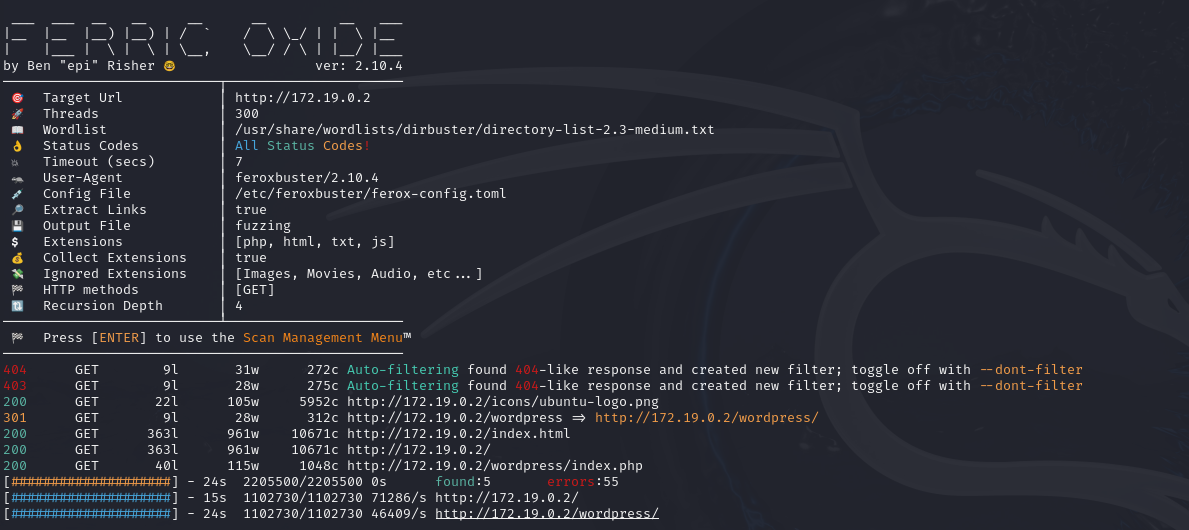 FERRIC OXIDE
by Ben "epi" Risher 🤓 ver: 2.10.4
🎯 Target Url │ http://172.19.0.2
🚀 Threads │ 300
📖 Wordlist │ /usr/share/wordlists/dirbuster/directory-list-2.3-medium.txt
👌 Status Codes │ All Status Codes!
💥 Timeout (secs) │ 7
🦡 User-Agent │ feroxbuster/2.10.4
💉 Config File │ /etc/feroxbuster/ferox-config.toml
🔎 Extract Links │ true
💾 Output File │ fuzzing
💲 Extensions │ [php, html, txt, js]
💰 Collect Extensions │ true
💸 Ignored Extensions │ [Images, Movies, Audio, etc...]
🏁 HTTP methods │ [GET]
🔃 Recursion Depth │ 4
🏁 Press [ENTER] to use the Scan Management Menu™
404 GET 9l 31w 272c Auto-filtering found 404-like response and created new filter; toggle off with --dont-filter
403 GET 9l 28w 275c Auto-filtering found 404-like response and created new filter; toggle off with --dont-filter
200 GET 22l 105w 5952c http://172.19.0.2/icons/ubuntu-logo.png
301 GET 9l 28w 312c http://172.19.0.2/wordpress => http://172.19.0.2/wordpress/
200 GET 363l 961w 10671c http://172.19.0.2/index.html
200 GET 363l 961w 10671c http://172.19.0.2/
200 GET 40l 115w 1048c http://172.19.0.2/wordpress/index.php
[####################] - 24s 2205500/2205500 0s found:5 errors:55
[####################] - 15s 1102730/1102730 71286/s http://172.19.0.2/
[####################] - 24s 1102730/1102730 46409/s http://172.19.0.2/wordpress/